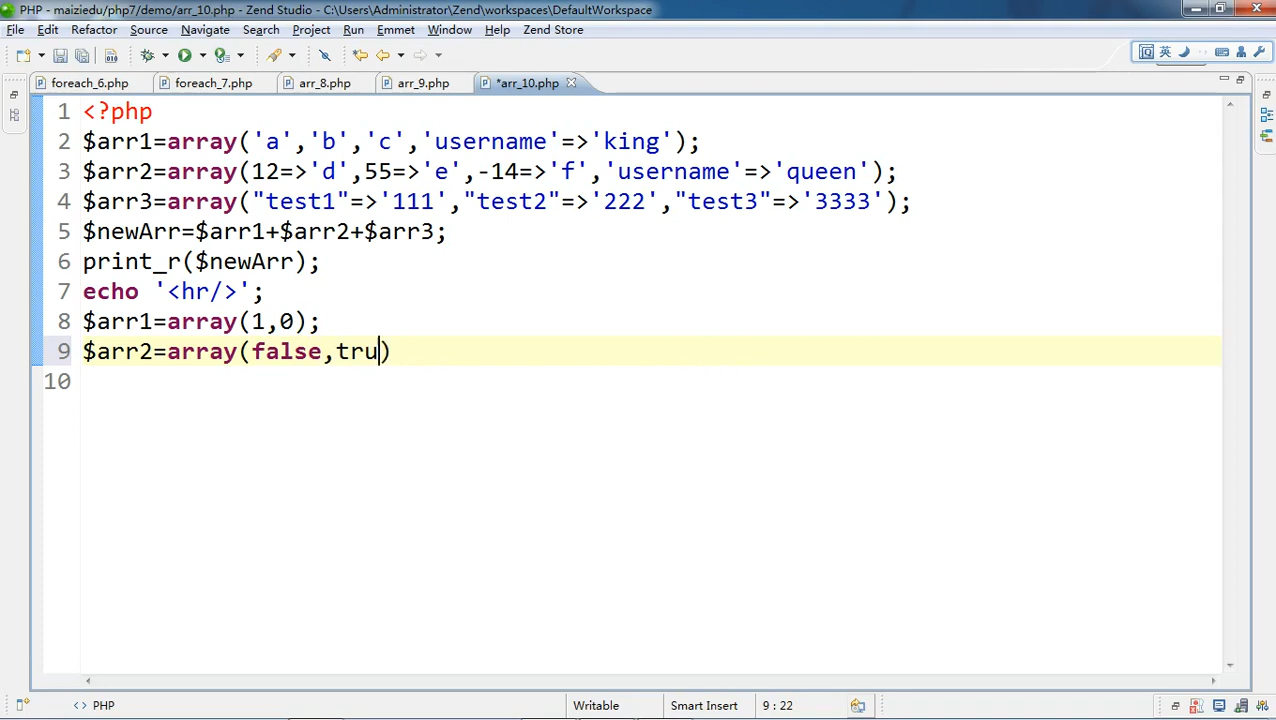 PHP - maiziedu/php7/demo/arr_10.php - Zend Studio - C:\Users\Administrator\Zend\workspaces\DefaultWorkspace
File Edit Refactor Source Navigate Search Project Run Emmet Window Help Zend Store
英
foreach_6.php foreach_7.php arr_8.php arr_9.php *arr_10.php
1 <?php
2 $arr1=array('a','b','c','username'=>'king');
3 $arr2=array(12=>'d',55=>'e',-14=>'f','username'=>'queen');
4 $arr3=array("test1"=>'111',"test2"=>'222',"test3"=>'3333');
5 $newArr=$arr1+$arr2+$arr3;
6 print_r($newArr);
7 echo '<hr/>';
8 $arr1=array(1,0);
9 $arr2=array(false,tru)
10
<> PHP Writable Smart Insert 9 : 22